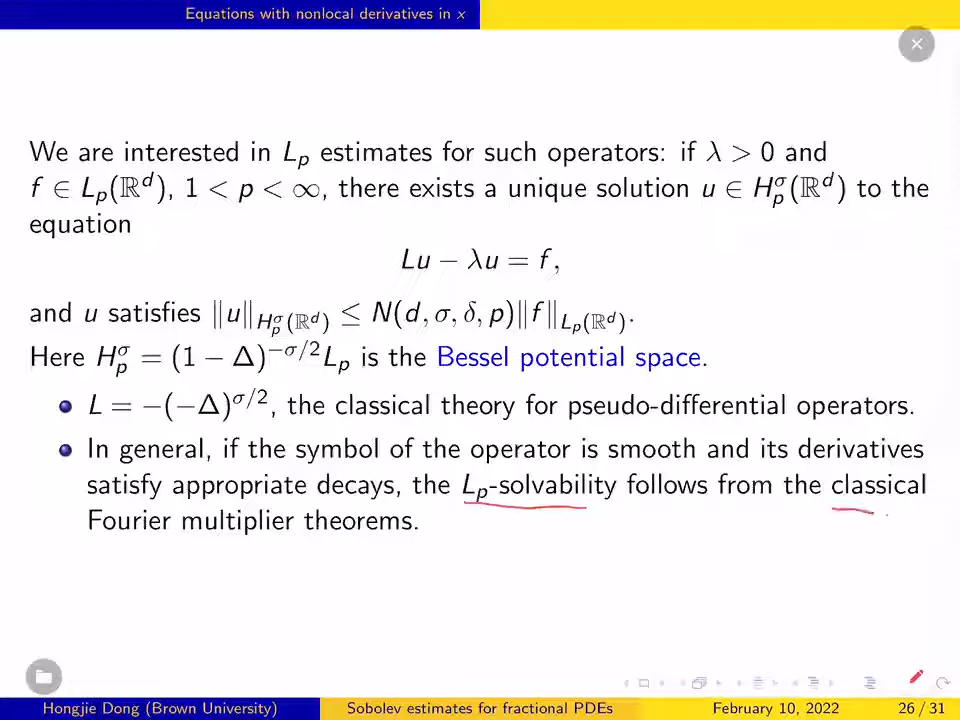 Equations with nonlocal derivatives in x
We are interested in L_p estimates for such operators: if λ > 0 and
f ∈ L_p(ℝ^d), 1 < p < ∞, there exists a unique solution u ∈ H_p^σ(ℝ^d) to the
equation
Lu − λu = f,
and u satisfies ‖u‖_{H_p^σ(ℝ^d)} ≤ N(d, σ, δ, p)‖f‖_{L_p(ℝ^d)}.
Here H_p^σ = (1 − Δ)^{−σ/2}L_p is the Bessel potential space.
L = −(−Δ)^{σ/2}, the classical theory for pseudo-differential operators.
In general, if the symbol of the operator is smooth and its derivatives
satisfy appropriate decays, the L_p-solvability follows from the classical
Fourier multiplier theorems.
Hongjie Dong (Brown University) Sobolev estimates for fractional PDEs February 10, 2022 26 / 31